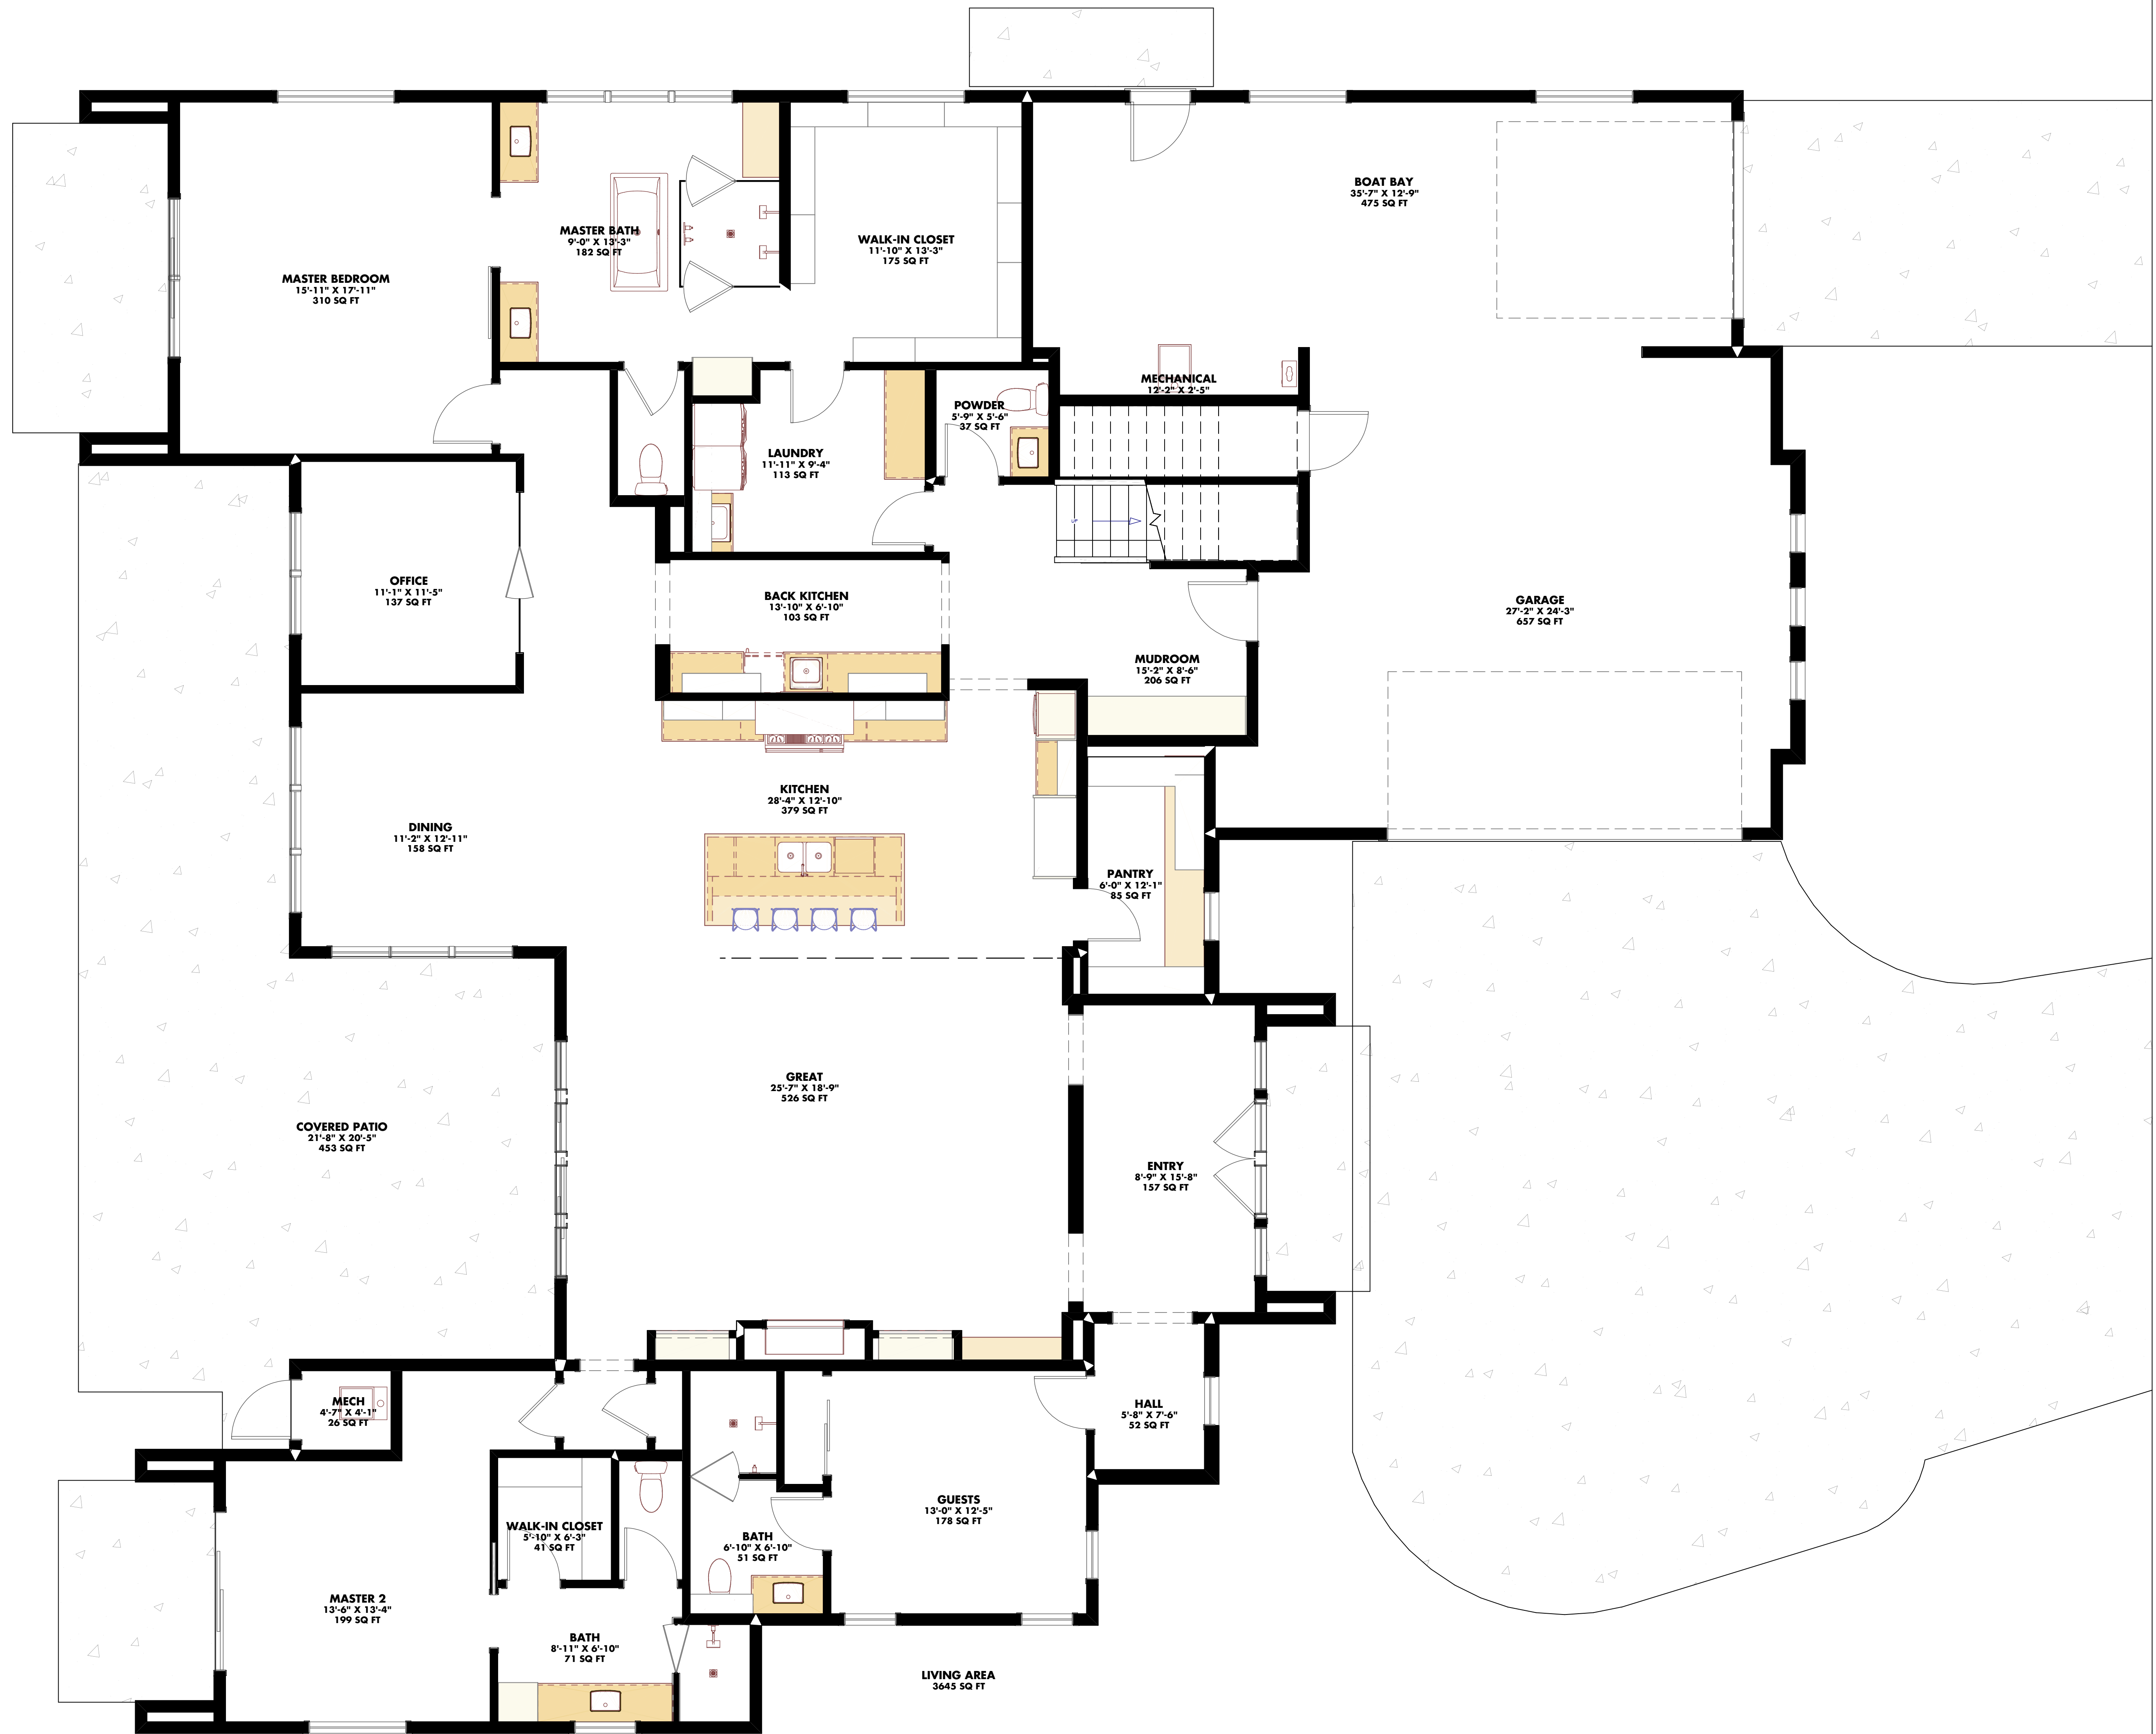 BOAT BAY
35'-7" X 12'-9"
475 SQ FT
MASTER BATH
9'-0" X 13'-3"
182 SQ FT
WALK-IN CLOSET
11'-10" X 13'-3"
175 SQ FT
MASTER BEDROOM
15'-11" X 17'-11"
310 SQ FT
MECHANICAL
12'-2" X 2'-5"
POWDER
5'-9" X 5'-6"
37 SQ FT
LAUNDRY
11'-11" X 9'-4"
113 SQ FT
OFFICE
11'-1" X 11'-5"
137 SQ FT
BACK KITCHEN
13'-10" X 6'-10"
103 SQ FT
GARAGE
27'-2" X 24'-3"
657 SQ FT
MUDROOM
15'-2" X 8'-6"
206 SQ FT
KITCHEN
28'-4" X 12'-10"
379 SQ FT
DINING
11'-2" X 12'-11"
158 SQ FT
PANTRY
6'-0" X 12'-1"
85 SQ FT
GREAT
25'-7" X 18'-9"
526 SQ FT
COVERED PATIO
21'-8" X 20'-5"
453 SQ FT
ENTRY
8'-9" X 15'-8"
157 SQ FT
MECH
4'-7" X 4'-1"
26 SQ FT
HALL
5'-8" X 7'-6"
52 SQ FT
GUESTS
13'-0" X 12'-5"
178 SQ FT
WALK-IN CLOSET
5'-10" X 6'-3"
41 SQ FT
BATH
6'-10" X 6'-10"
51 SQ FT
MASTER 2
13'-6" X 13'-4"
199 SQ FT
BATH
8'-11" X 6'-10"
71 SQ FT
LIVING AREA
3645 SQ FT